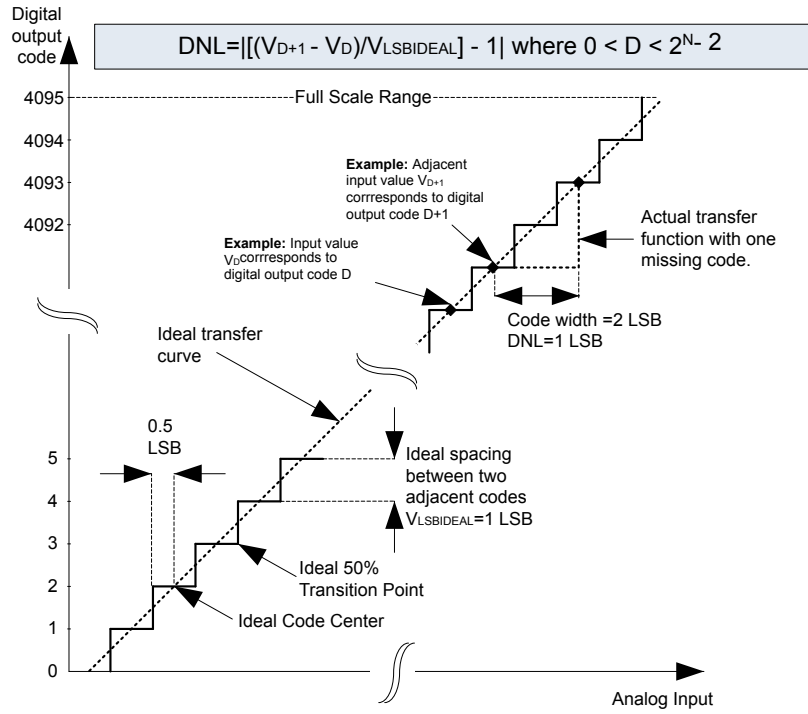 Digital
output
code
DNL=|[(VD+1 - VD)/VLSBIDEAL] - 1| where 0 < D < 2^N- 2
4095
Full Scale Range
4094
4093
4092
Example: Adjacent
input value VD+1
corrresponds to digital
output code D+1
Example: Input value
VDcorrresponds to
digital output code D
Actual transfer
function with one
missing code.
Code width =2 LSB
DNL=1 LSB
Ideal transfer
curve
0.5
LSB
5
4
3
2
1
0
Ideal spacing
between two
adjacent codes
VLSBIDEAL=1 LSB
Ideal 50%
Transition Point
Ideal Code Center
Analog Input